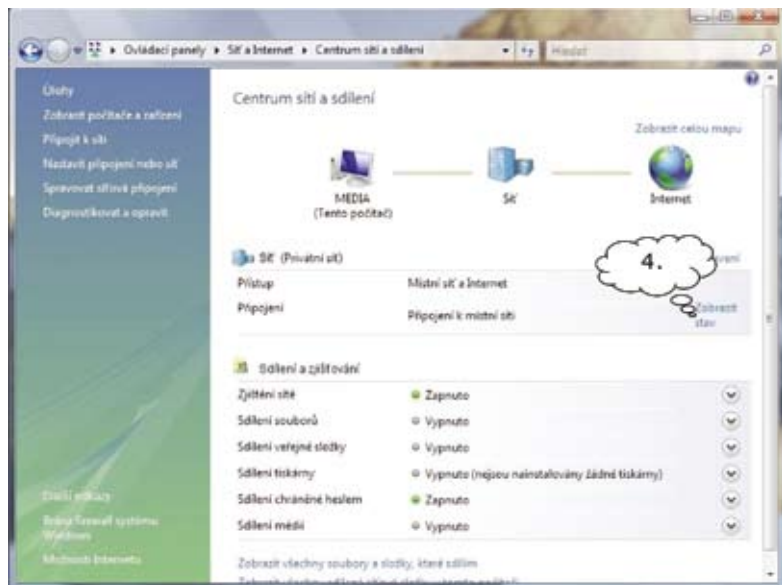 Ovládací panely ▸ Síť a Internet ▸ Centrum sítí a sdílení
Hledat
Úlohy
Zobrazit počítače a zařízení
Připojit k síti
Nastavit připojení nebo síť
Spravovat síťová připojení
Diagnostikovat a opravit
Další odkazy
Brána firewall systému
Windows
Možnosti Internetu
Centrum sítí a sdílení
Zobrazit celou mapu
MEDIA
(Tento počítač)
Síť
Internet
Síť (Privátní síť)
4.
Přístup
Místní síť a Internet
Připojení
Připojení k místní síti
Zobrazit
stav
Sdílení a zjišťování
Zjištění sítě
Zapnuto
Sdílení souborů
Vypnuto
Sdílení veřejné složky
Vypnuto
Sdílení tiskárny
Vypnuto (nejsou nainstalovány žádné tiskárny)
Sdílení chráněné heslem
Zapnuto
Sdílení médií
Vypnuto
Zobrazit všechny soubory a složky, které sdílím